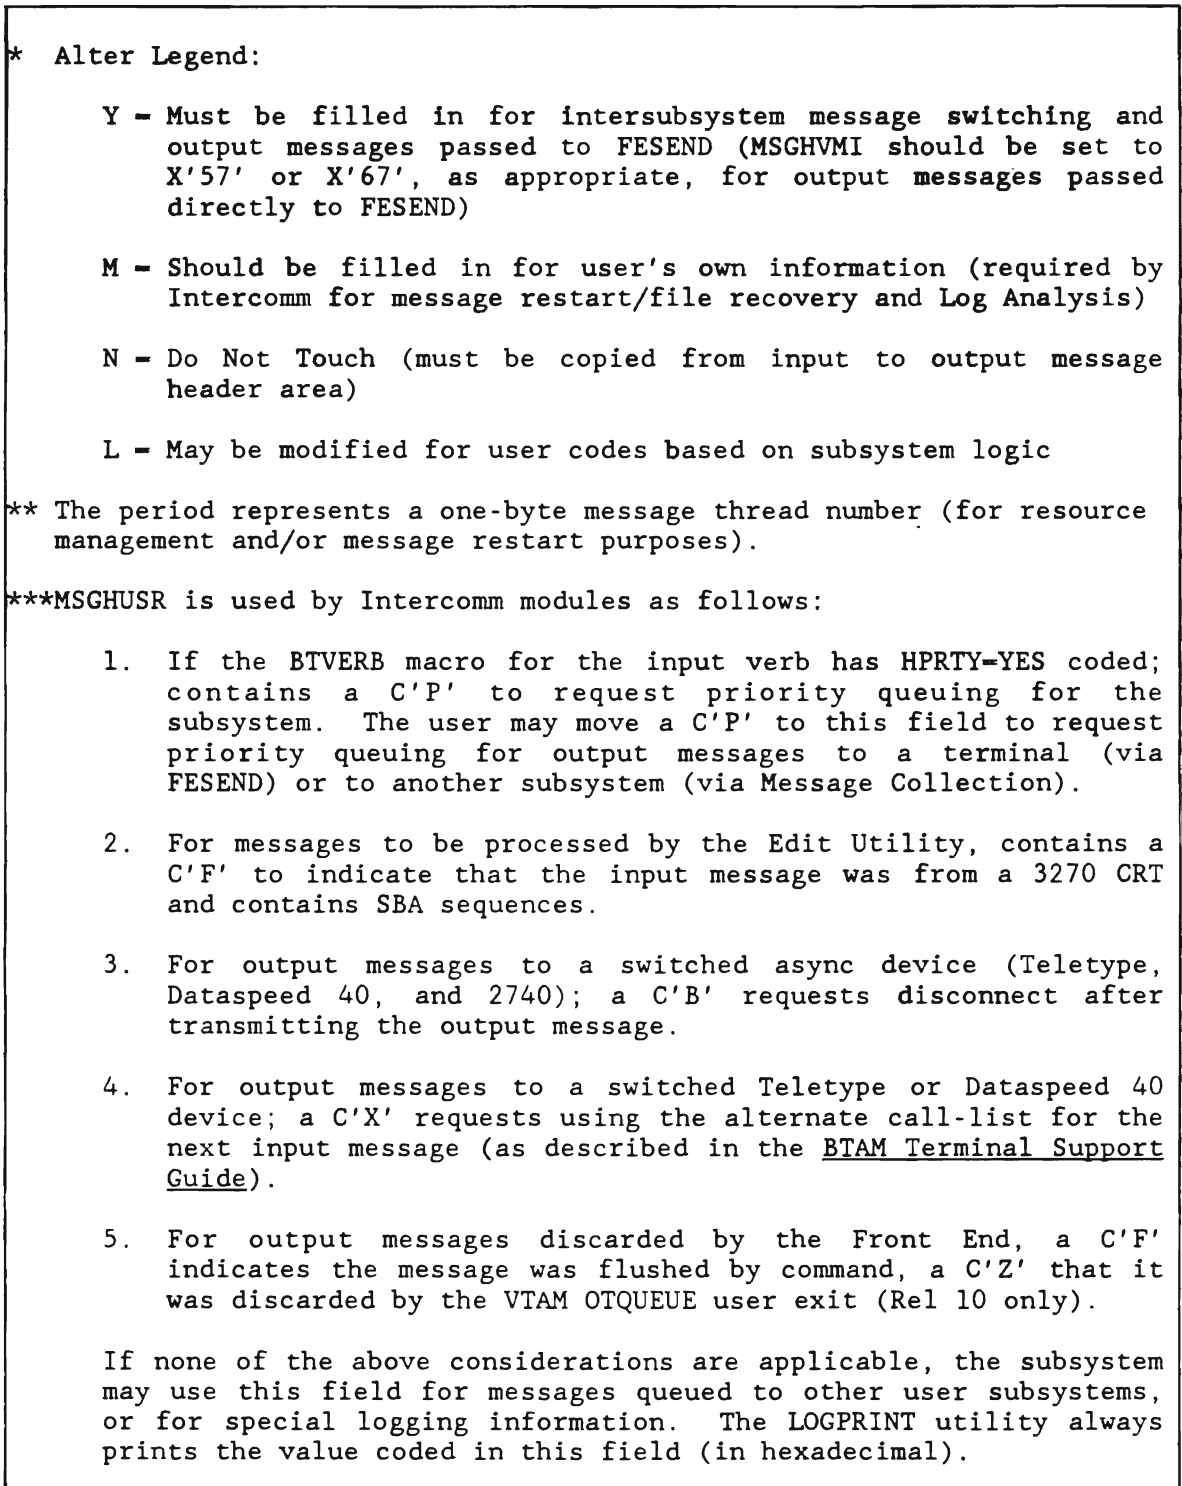 * Alter Legend:
Y - Must be filled in for intersubsystem message switching and
output messages passed to FESEND (MSGHVMI should be set to
X'57' or X'67', as appropriate, for output messages passed
directly to FESEND)
M - Should be filled in for user's own information (required by
Intercomm for message restart/file recovery and Log Analysis)
N - Do Not Touch (must be copied from input to output message
header area)
L - May be modified for user codes based on subsystem logic
** The period represents a one-byte message thread number (for resource
management and/or message restart purposes).
***MSGHUSR is used by Intercomm modules as follows:
1. If the BTVERB macro for the input verb has HPRTY=YES coded;
contains a C'P' to request priority queuing for the
subsystem. The user may move a C'P' to this field to request
priority queuing for output messages to a terminal (via
FESEND) or to another subsystem (via Message Collection).
2. For messages to be processed by the Edit Utility, contains a
C'F' to indicate that the input message was from a 3270 CRT
and contains SBA sequences.
3. For output messages to a switched async device (Teletype,
Dataspeed 40, and 2740); a C'B' requests disconnect after
transmitting the output message.
4. For output messages to a switched Teletype or Dataspeed 40
device; a C'X' requests using the alternate call-list for the
next input message (as described in the BTAM Terminal Support
Guide).
5. For output messages discarded by the Front End, a C'F'
indicates the message was flushed by command, a C'Z' that it
was discarded by the VTAM OTQUEUE user exit (Rel 10 only).
If none of the above considerations are applicable, the subsystem
may use this field for messages queued to other user subsystems,
or for special logging information. The LOGPRINT utility always
prints the value coded in this field (in hexadecimal).